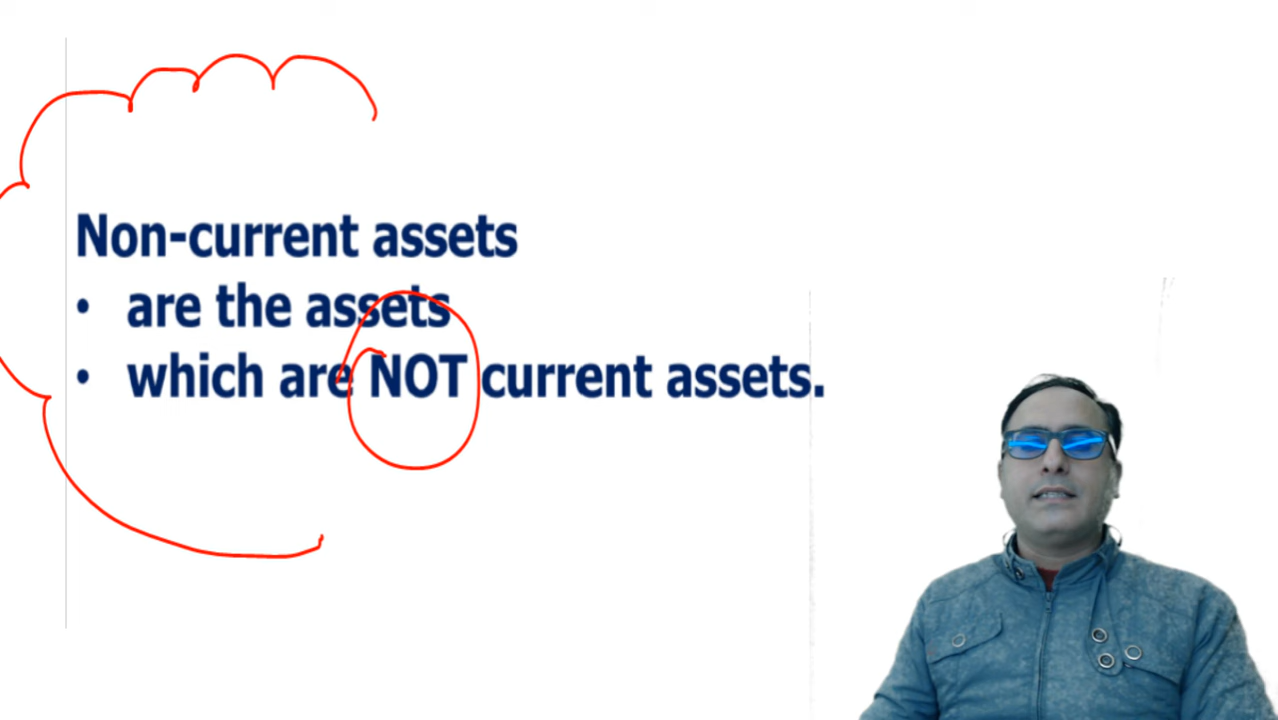 Non-current assets
• are the assets
• which are NOT current assets.